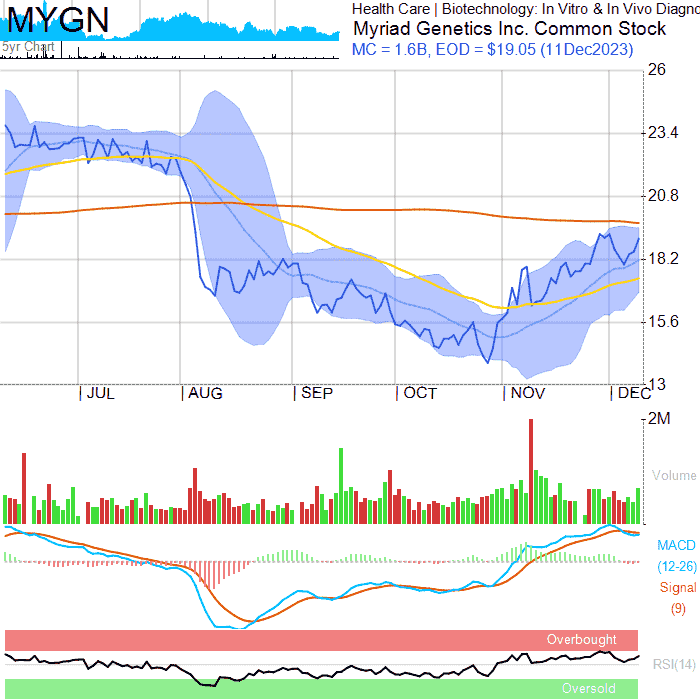 MYGN
5yr Chart
Health Care | Biotechnology: In Vitro & In Vivo Diagno
Myriad Genetics Inc. Common Stock
MC = 1.6B, EOD = $19.05 (11Dec2023)
26
23.4
20.8
18.2
15.6
13
| JUL | AUG | SEP | OCT | NOV | DEC
2M
Volume
MACD
(12-26)
Signal
(9)
Overbought
RSI(14)
Oversold